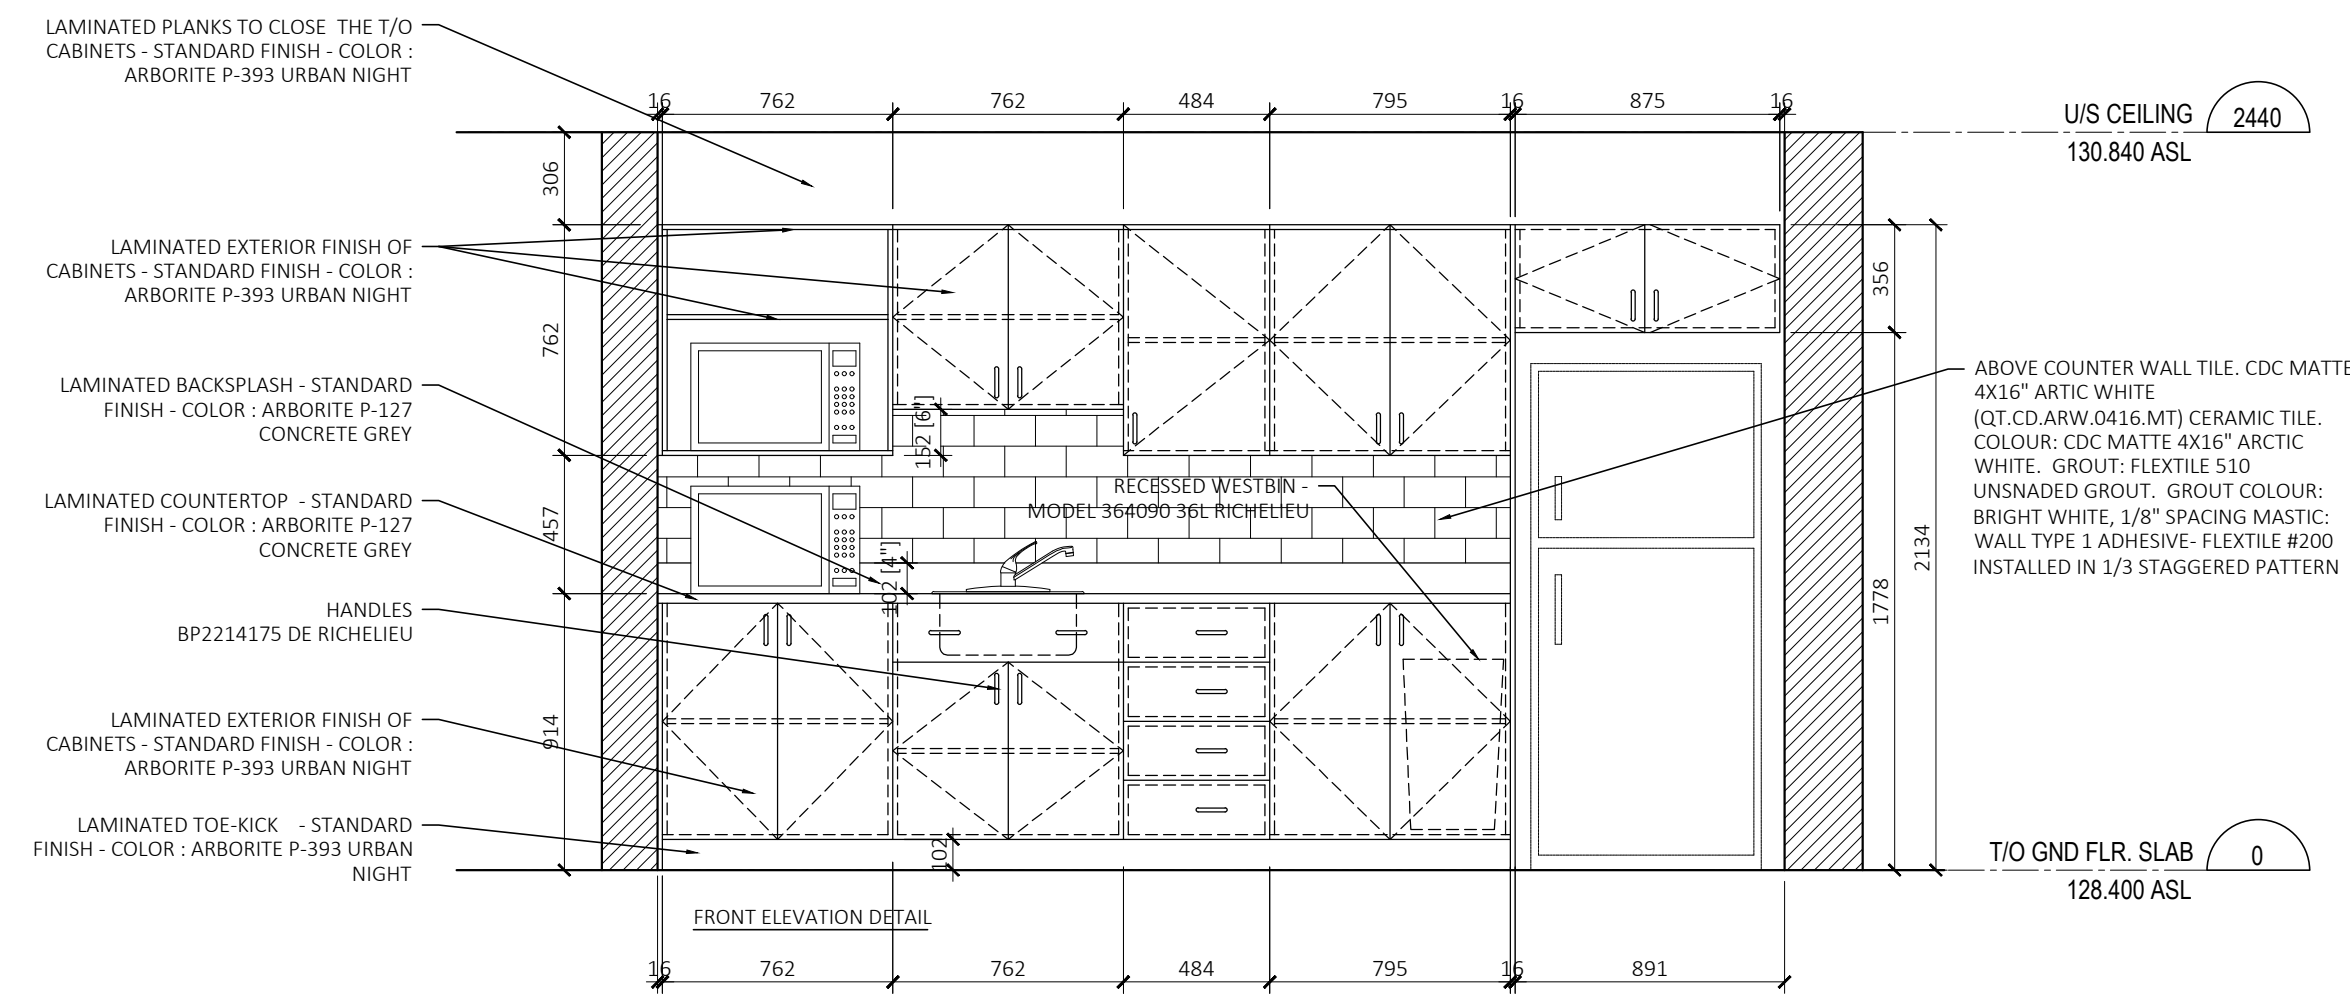 LAMINATED PLANKS TO CLOSE THE T/O
CABINETS - STANDARD FINISH - COLOR :
ARBORITE P-393 URBAN NIGHT
16
762
762
484
795
16
875
16
U/S CEILING
2440
130.840 ASL
306
LAMINATED EXTERIOR FINISH OF
CABINETS - STANDARD FINISH - COLOR :
ARBORITE P-393 URBAN NIGHT
762
356
LAMINATED BACKSPLASH - STANDARD
FINISH - COLOR : ARBORITE P-127
CONCRETE GREY
152 [6"]
ABOVE COUNTER WALL TILE. CDC MATTE
4X16" ARTIC WHITE
(QT.CD.ARW.0416.MT) CERAMIC TILE.
COLOUR: CDC MATTE 4X16" ARCTIC
WHITE. GROUT: FLEXTILE 510
UNSNADED GROUT. GROUT COLOUR:
BRIGHT WHITE, 1/8" SPACING MASTIC:
WALL TYPE 1 ADHESIVE- FLEXTILE #200
INSTALLED IN 1/3 STAGGERED PATTERN
RECESSED WESTBIN -
MODEL 364090 36L RICHELIEU
LAMINATED COUNTERTOP - STANDARD
FINISH - COLOR : ARBORITE P-127
CONCRETE GREY
457
102 [4"]
2134
1778
HANDLES
BP2214175 DE RICHELIEU
LAMINATED EXTERIOR FINISH OF
CABINETS - STANDARD FINISH - COLOR :
ARBORITE P-393 URBAN NIGHT
914
LAMINATED TOE-KICK - STANDARD
FINISH - COLOR : ARBORITE P-393 URBAN
NIGHT
102
T/O GND FLR. SLAB
0
128.400 ASL
FRONT ELEVATION DETAIL
16
762
762
484
795
16
891